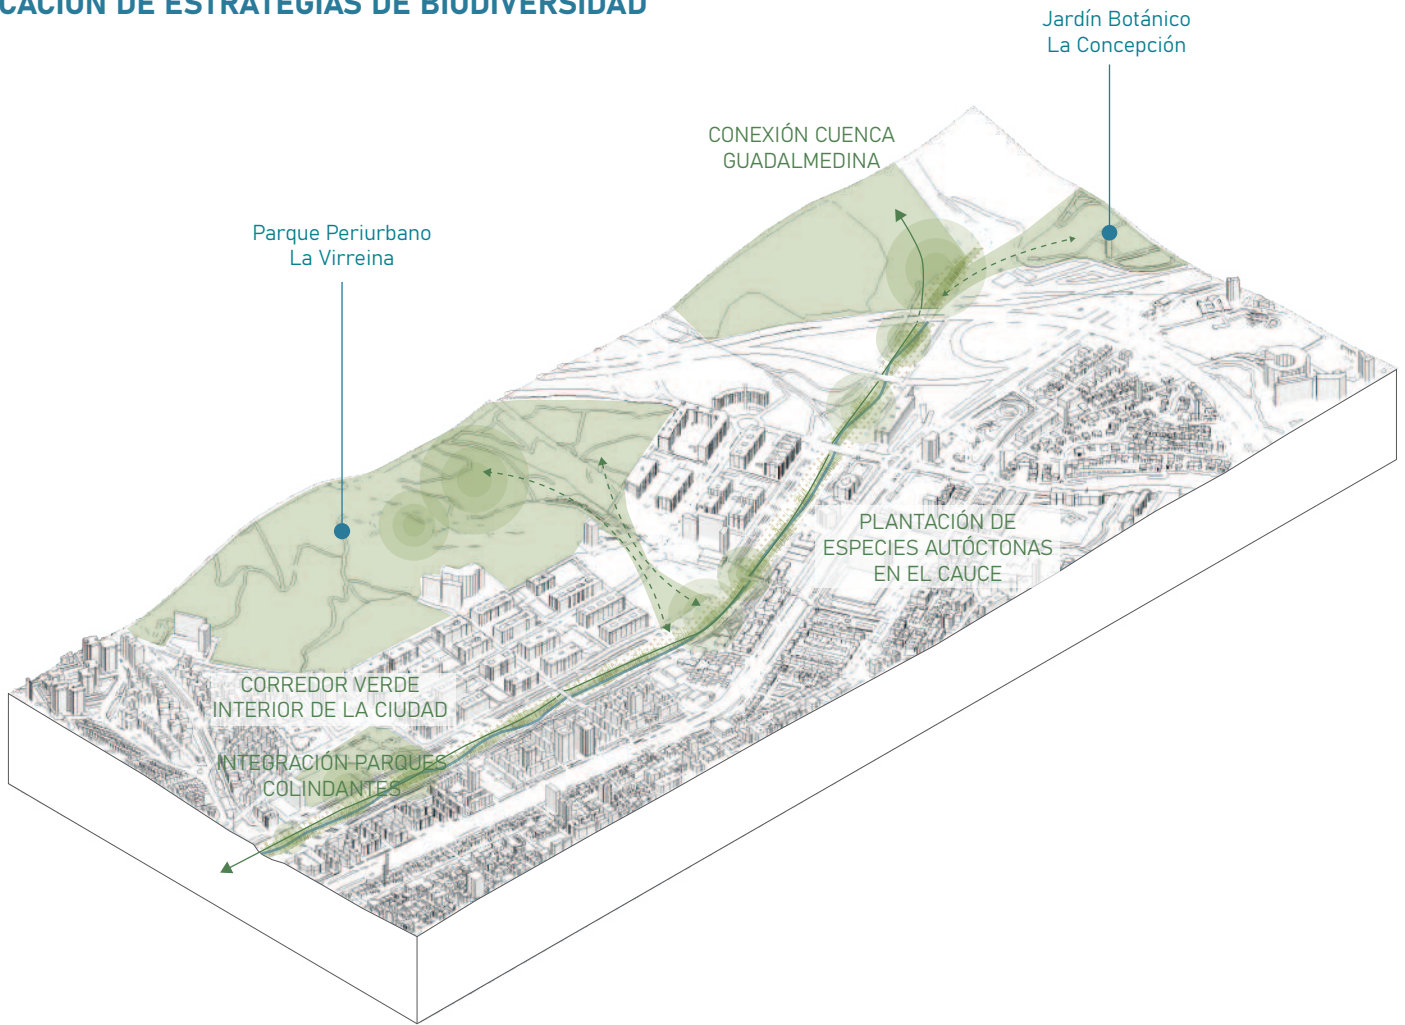 CACIÓN DE ESTRATEGIAS DE BIODIVERSIDAD
Jardín Botánico
La Concepción
CONEXIÓN CUENCA
GUADALMEDINA
Parque Periurbano
La Virreina
PLANTACIÓN DE
ESPECIES AUTÓCTONAS
EN EL CAUCE
CORREDOR VERDE
INTERIOR DE LA CIUDAD
INTEGRACIÓN PARQUES
COLINDANTES